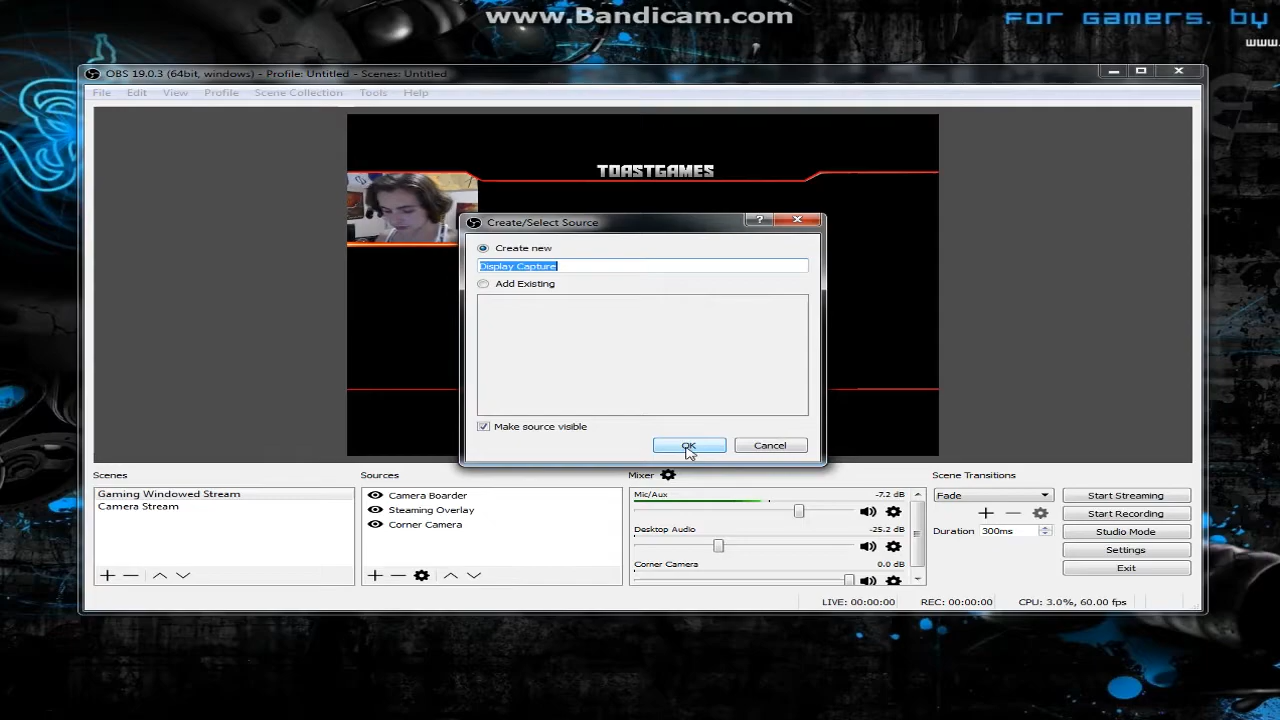 www.Bandicam.com
FOR GAMERS. BY
www.
OBS 19.0.3 (64bit, windows) - Profile: Untitled - Scenes: Untitled
File Edit View Profile Scene Collection Tools Help
TOASTGAMES
Create/Select Source
Create new
Display Capture
Add Existing
Make source visible
OK Cancel
Scenes Sources Mixer Scene Transitions
Gaming Windowed Stream
Camera Stream
Camera Boarder
Steaming Overlay
Corner Camera
Mic/Aux -7.2 dB
Desktop Audio -25.2 dB
Corner Camera 0.0 dB
Fade
Duration 300ms
Start Streaming
Start Recording
Studio Mode
Settings
Exit
LIVE: 00:00:00 REC: 00:00:00 CPU: 3.0%, 60.00 fps